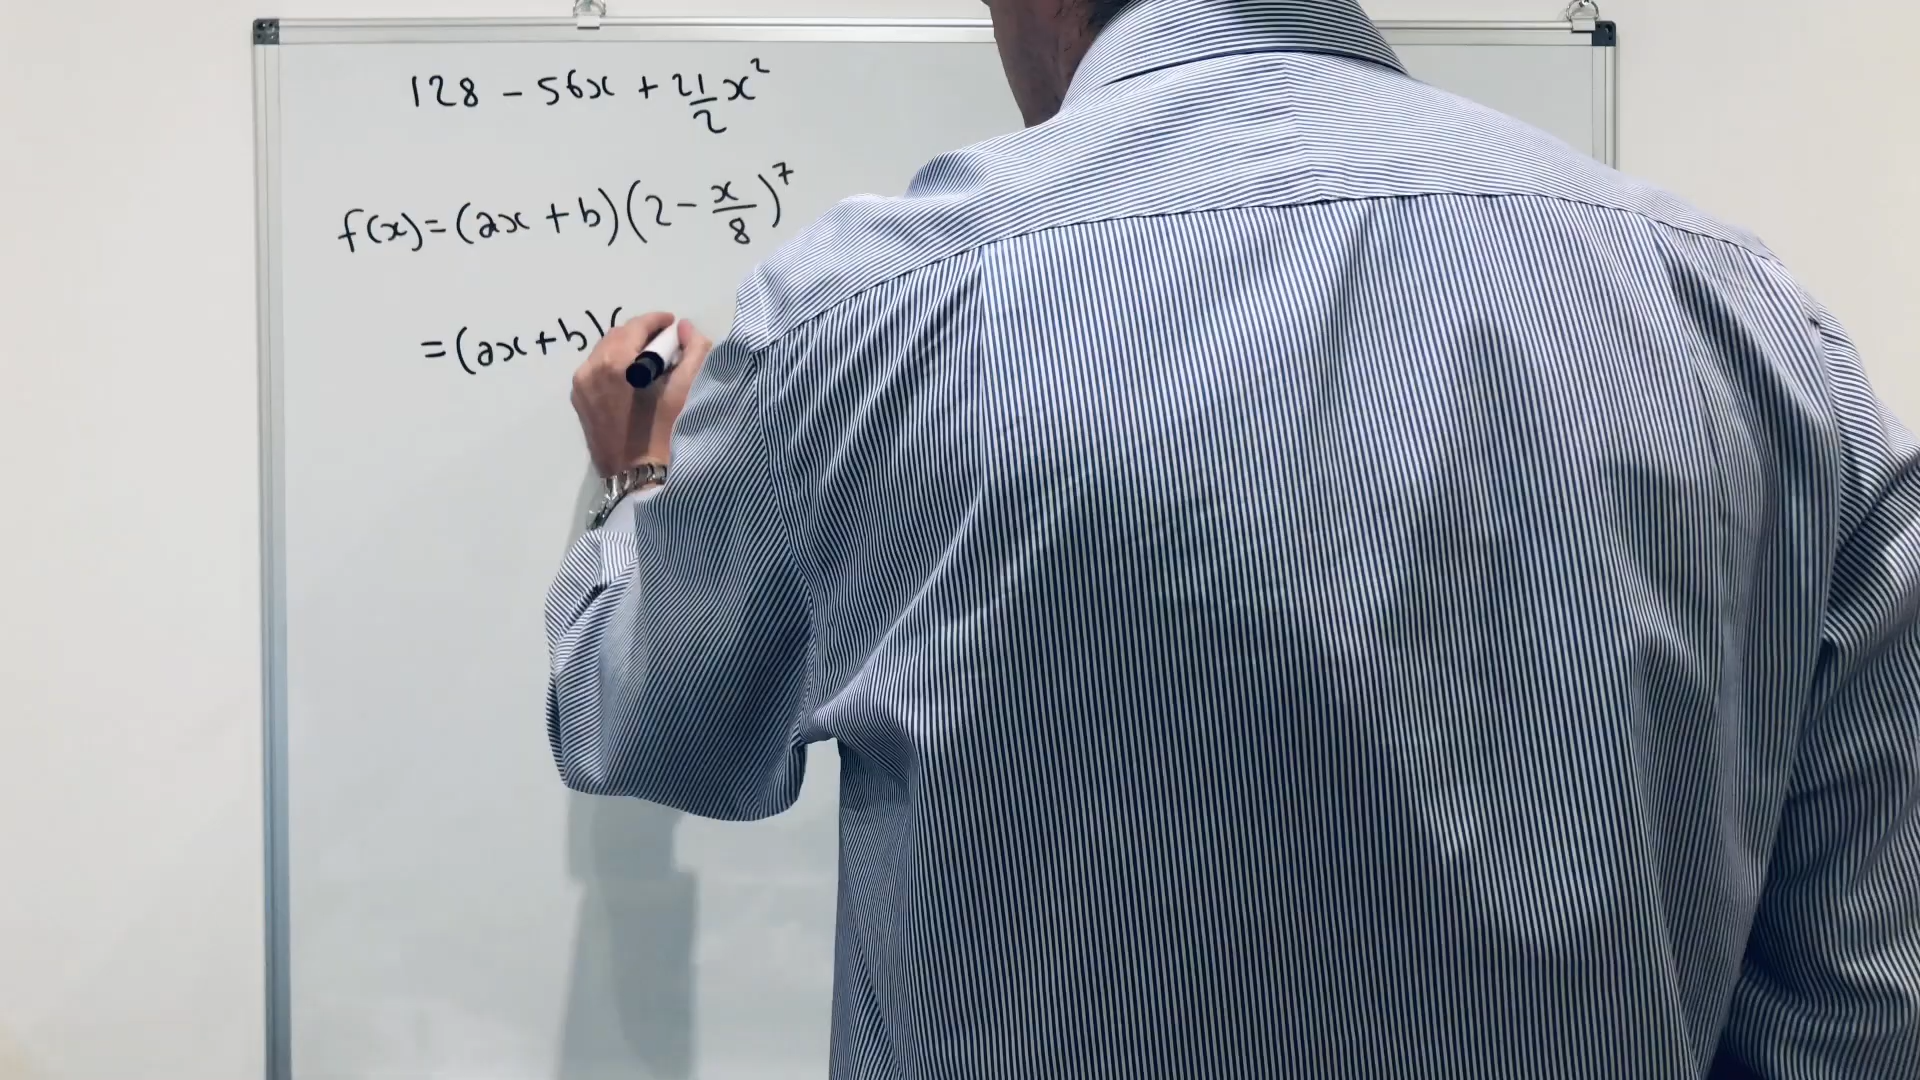 128 - 56x + 21/2 x²
f(x) = (ax + b)(2 - x/8)⁷
= (ax + b)(